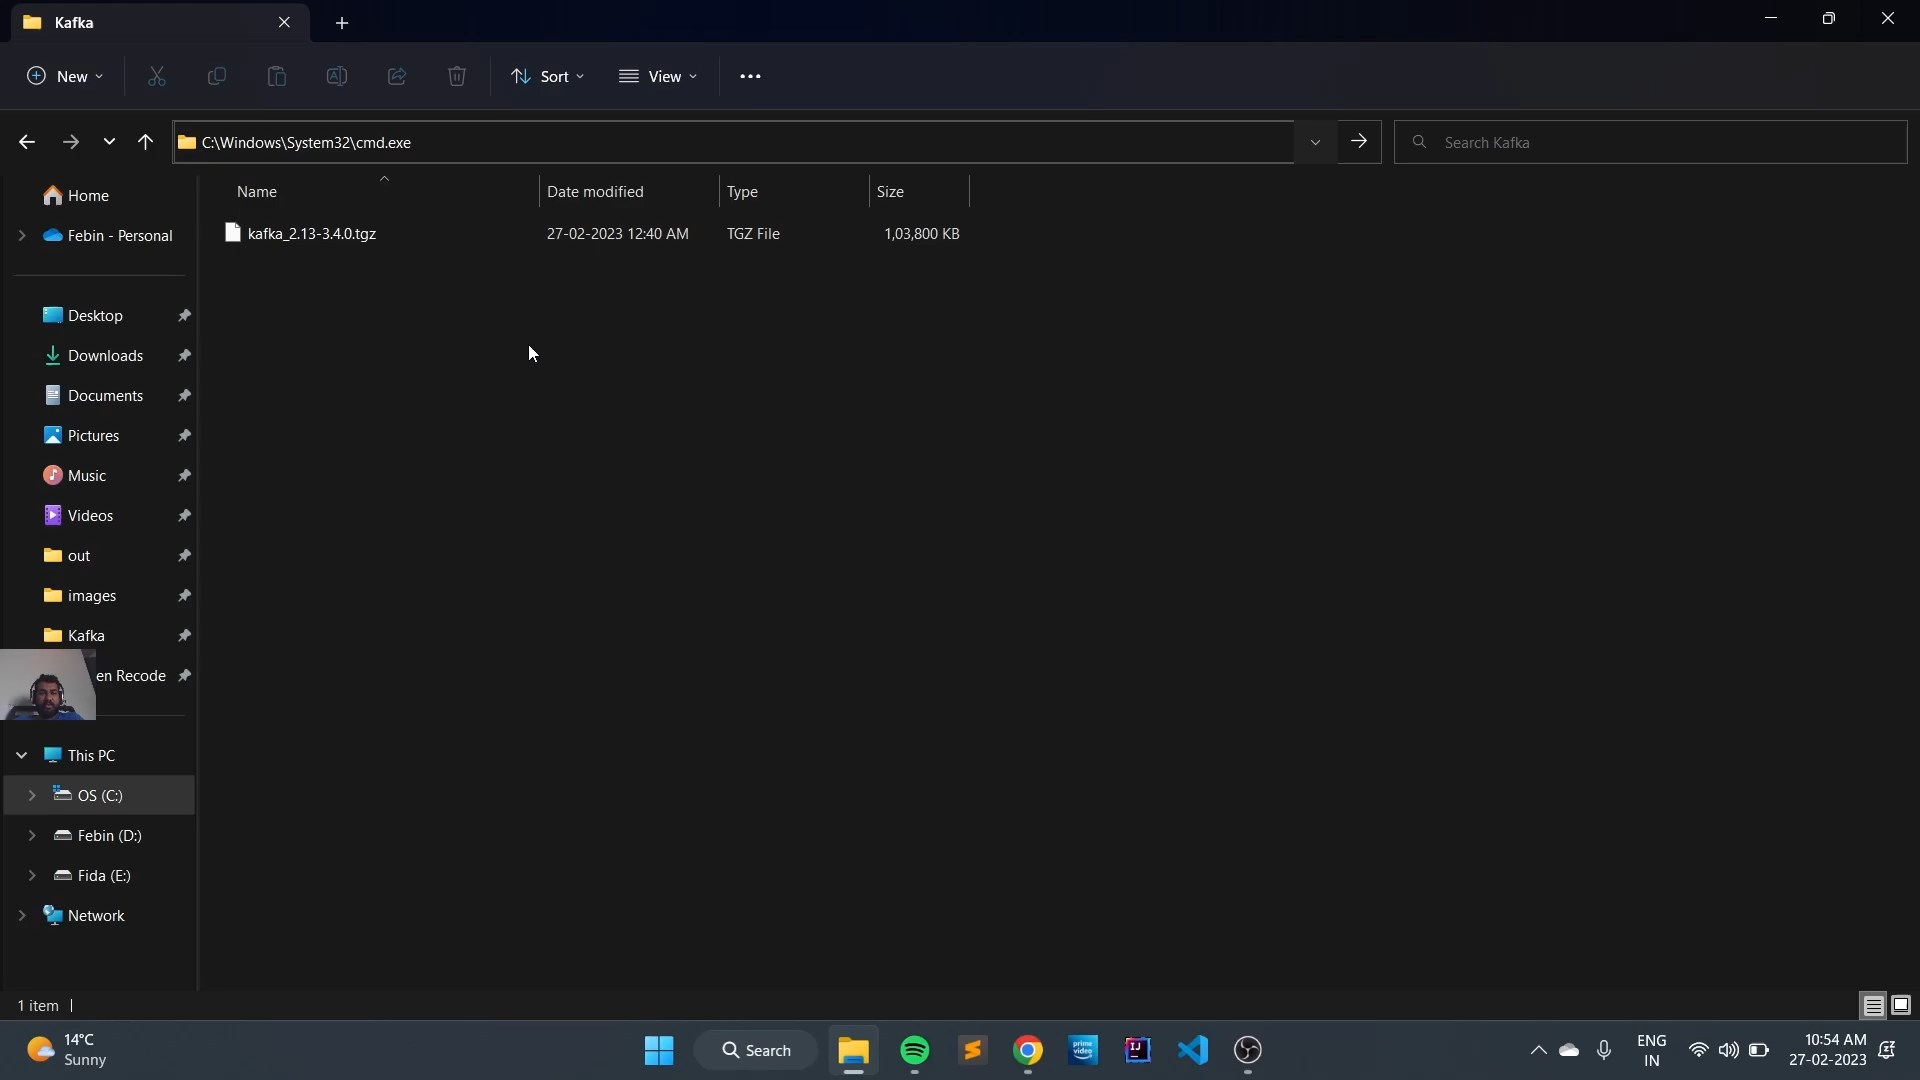 Kafka
New
Sort
View
C:\Windows\System32\cmd.exe
Search Kafka
Name
Date modified
Type
Size
kafka_2.13-3.4.0.tgz
27-02-2023 12:40 AM
TGZ File
1,03,800 KB
Home
Febin - Personal
Desktop
Downloads
Documents
Pictures
Music
Videos
out
images
Kafka
en Recode
This PC
OS (C:)
Febin (D:)
Fida (E:)
Network
1 item
14°C
Sunny
Search
prime video
IJ
ENG
IN
10:54 AM
27-02-2023